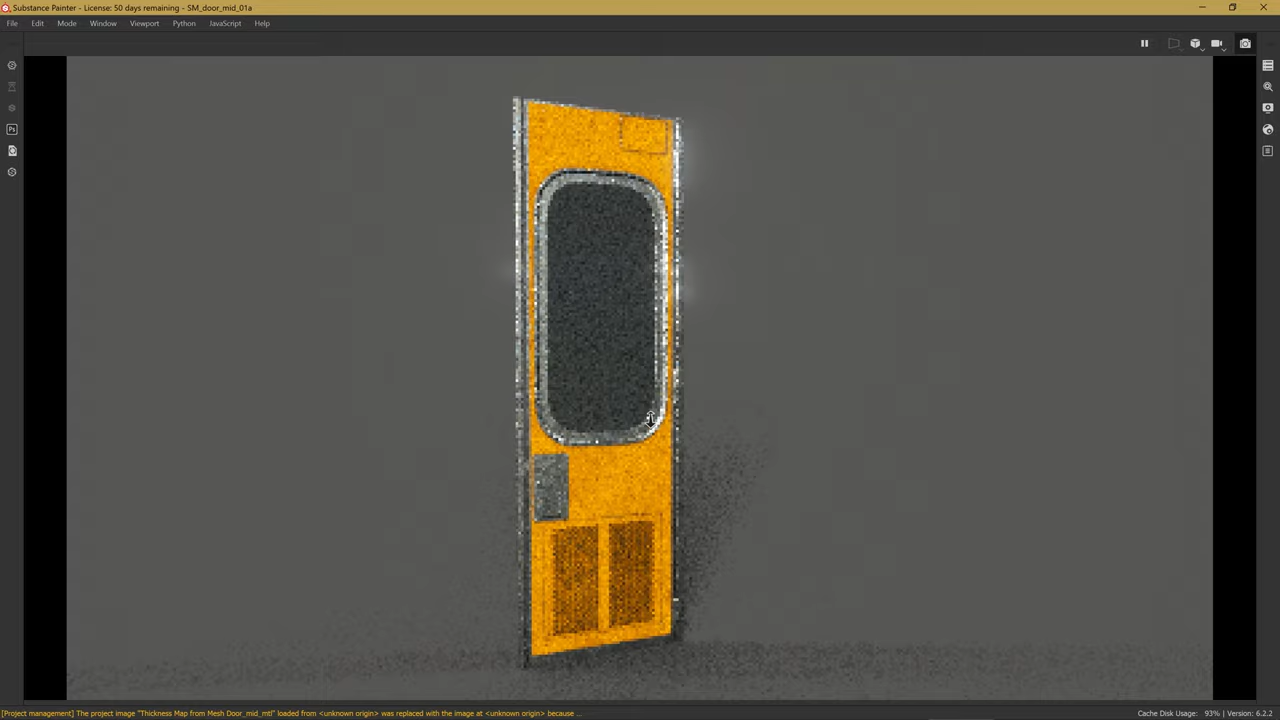 Substance Painter - License: 50 days remaining - SM_door_mid_01a
File Edit Mode Window Viewport Python JavaScript Help
Ps
[Project management] The project image "Thickness Map from Mesh Door_mid_mtl" loaded from <unknown origin> was replaced with the image at <unknown origin> because ...
Cache Disk Usage: 93% | Version: 6.2.2